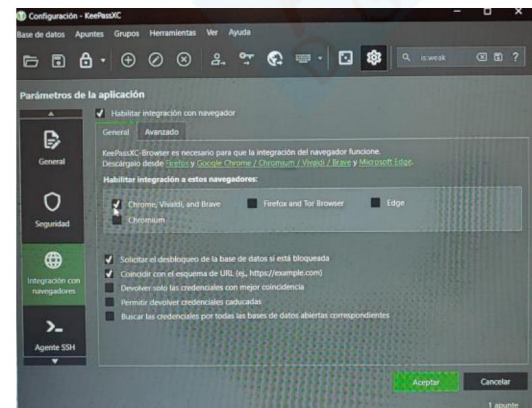 Configuración - KeePassXC
Base de datos Apuntes Grupos Herramientas Ver Ayuda
is:weak
Parámetros de la aplicación
Habilitar integración con navegador
General Avanzado
KeePassXC-Browser es necesario para que la integración del navegador funcione.
Descárgalo desde Firefox y Google Chrome / Chromium / Vivaldi / Brave y Microsoft Edge.
Habilitar integración a estos navegadores:
Chrome, Vivaldi, and Brave Firefox and Tor Browser Edge
Chromium
Solicitar el desbloqueo de la base de datos si está bloqueada
Coincidir con el esquema de URL (ej., https://example.com)
Devolver solo las credenciales con mejor coincidencia
Permitir devolver credenciales caducadas
Buscar las credenciales por todas las bases de datos abiertas correspondientes
General
Seguridad
Integración con
navegadores
Agente SSH
Aceptar Cancelar
1 apunte